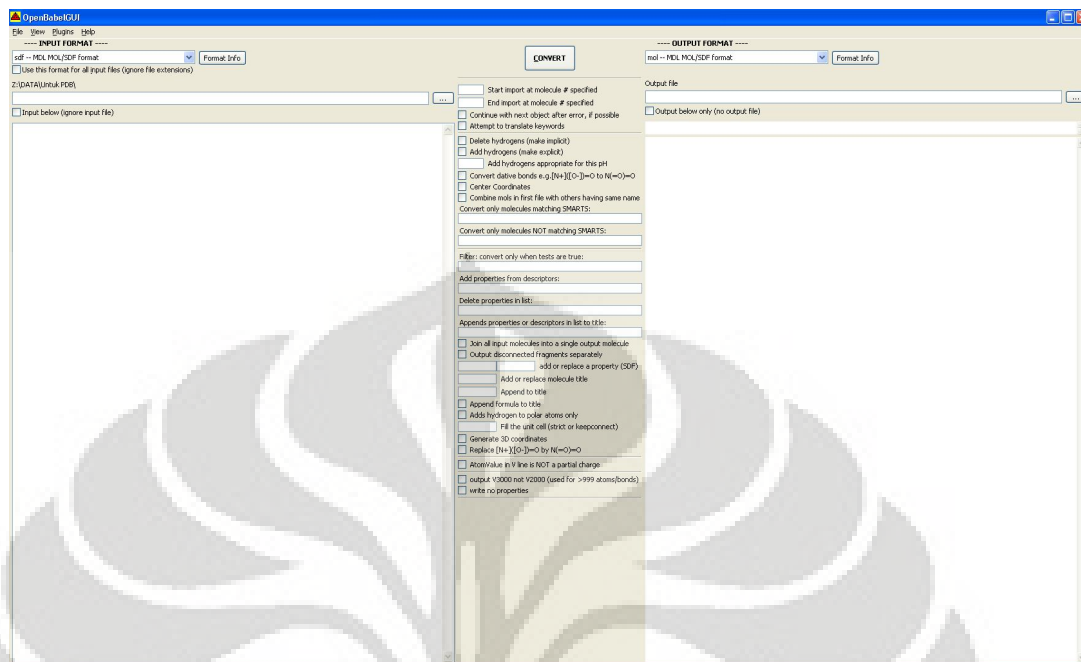 OpenBabelGUI
File View Plugins Help
---- INPUT FORMAT ----
sdf -- MDL MOL/SDF format
Format Info
Use this format for all input files (ignore file extensions)
Z:\DATA\Untuk PDB\
...
Input below (ignore input file)
CONVERT
Start import at molecule # specified
End import at molecule # specified
Continue with next object after error, if possible
Attempt to translate keywords
Delete hydrogens (make implicit)
Add hydrogens (make explicit)
Add hydrogens appropriate for this pH
Convert dative bonds e.g.[N+]([O-])=O to N(=O)=O
Center Coordinates
Combine mols in first file with others having same name
Convert only molecules matching SMARTS:
Convert only molecules NOT matching SMARTS:
Filter: convert only when tests are true:
Add properties from descriptors:
Delete properties in list:
Appends properties or descriptors in list to title:
Join all input molecules into a single output molecule
Output disconnected fragments separately
add or replace a property (SDF)
Add or replace molecule title
Append to title
Append formula to title
Adds hydrogen to polar atoms only
Fill the unit cell (strict or keepconnect)
Generate 3D coordinates
Replace [N+]([O-])=O by N(=O)=O
AtomValue in V line is NOT a partial charge
output V3000 not V2000 (used for >999 atoms/bonds)
write no properties
---- OUTPUT FORMAT ----
mol -- MDL MOL/SDF format
Format Info
Output file
...
Output below only (no output file)